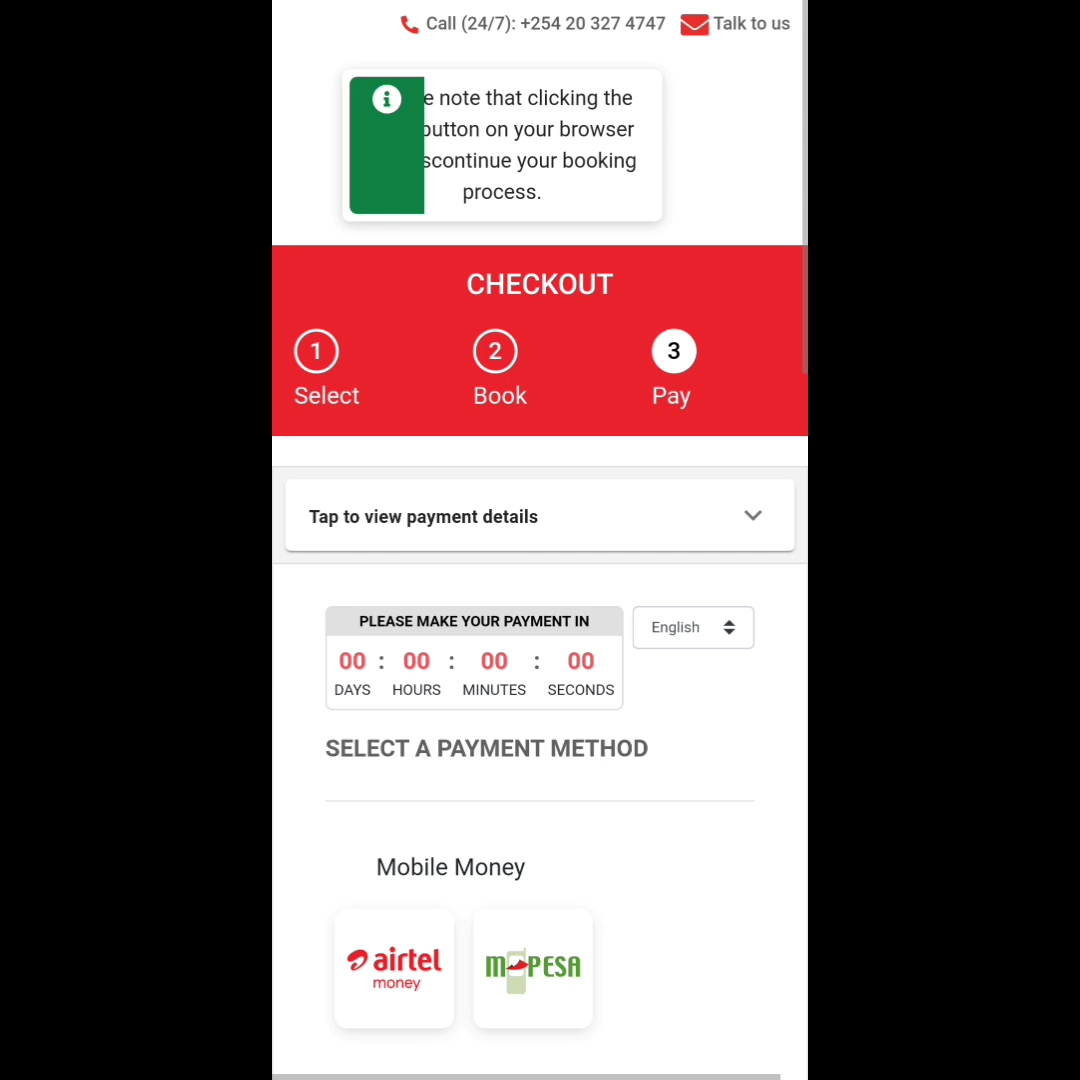 Call (24/7): +254 20 327 4747 Talk to us
e note that clicking the
button on your browser
scontinue your booking
process.
CHECKOUT
1 2 3
Select Book Pay
Tap to view payment details
PLEASE MAKE YOUR PAYMENT IN
English
00 : 00 : 00 : 00
DAYS HOURS MINUTES SECONDS
SELECT A PAYMENT METHOD
Mobile Money
airtel
money
M-PESA